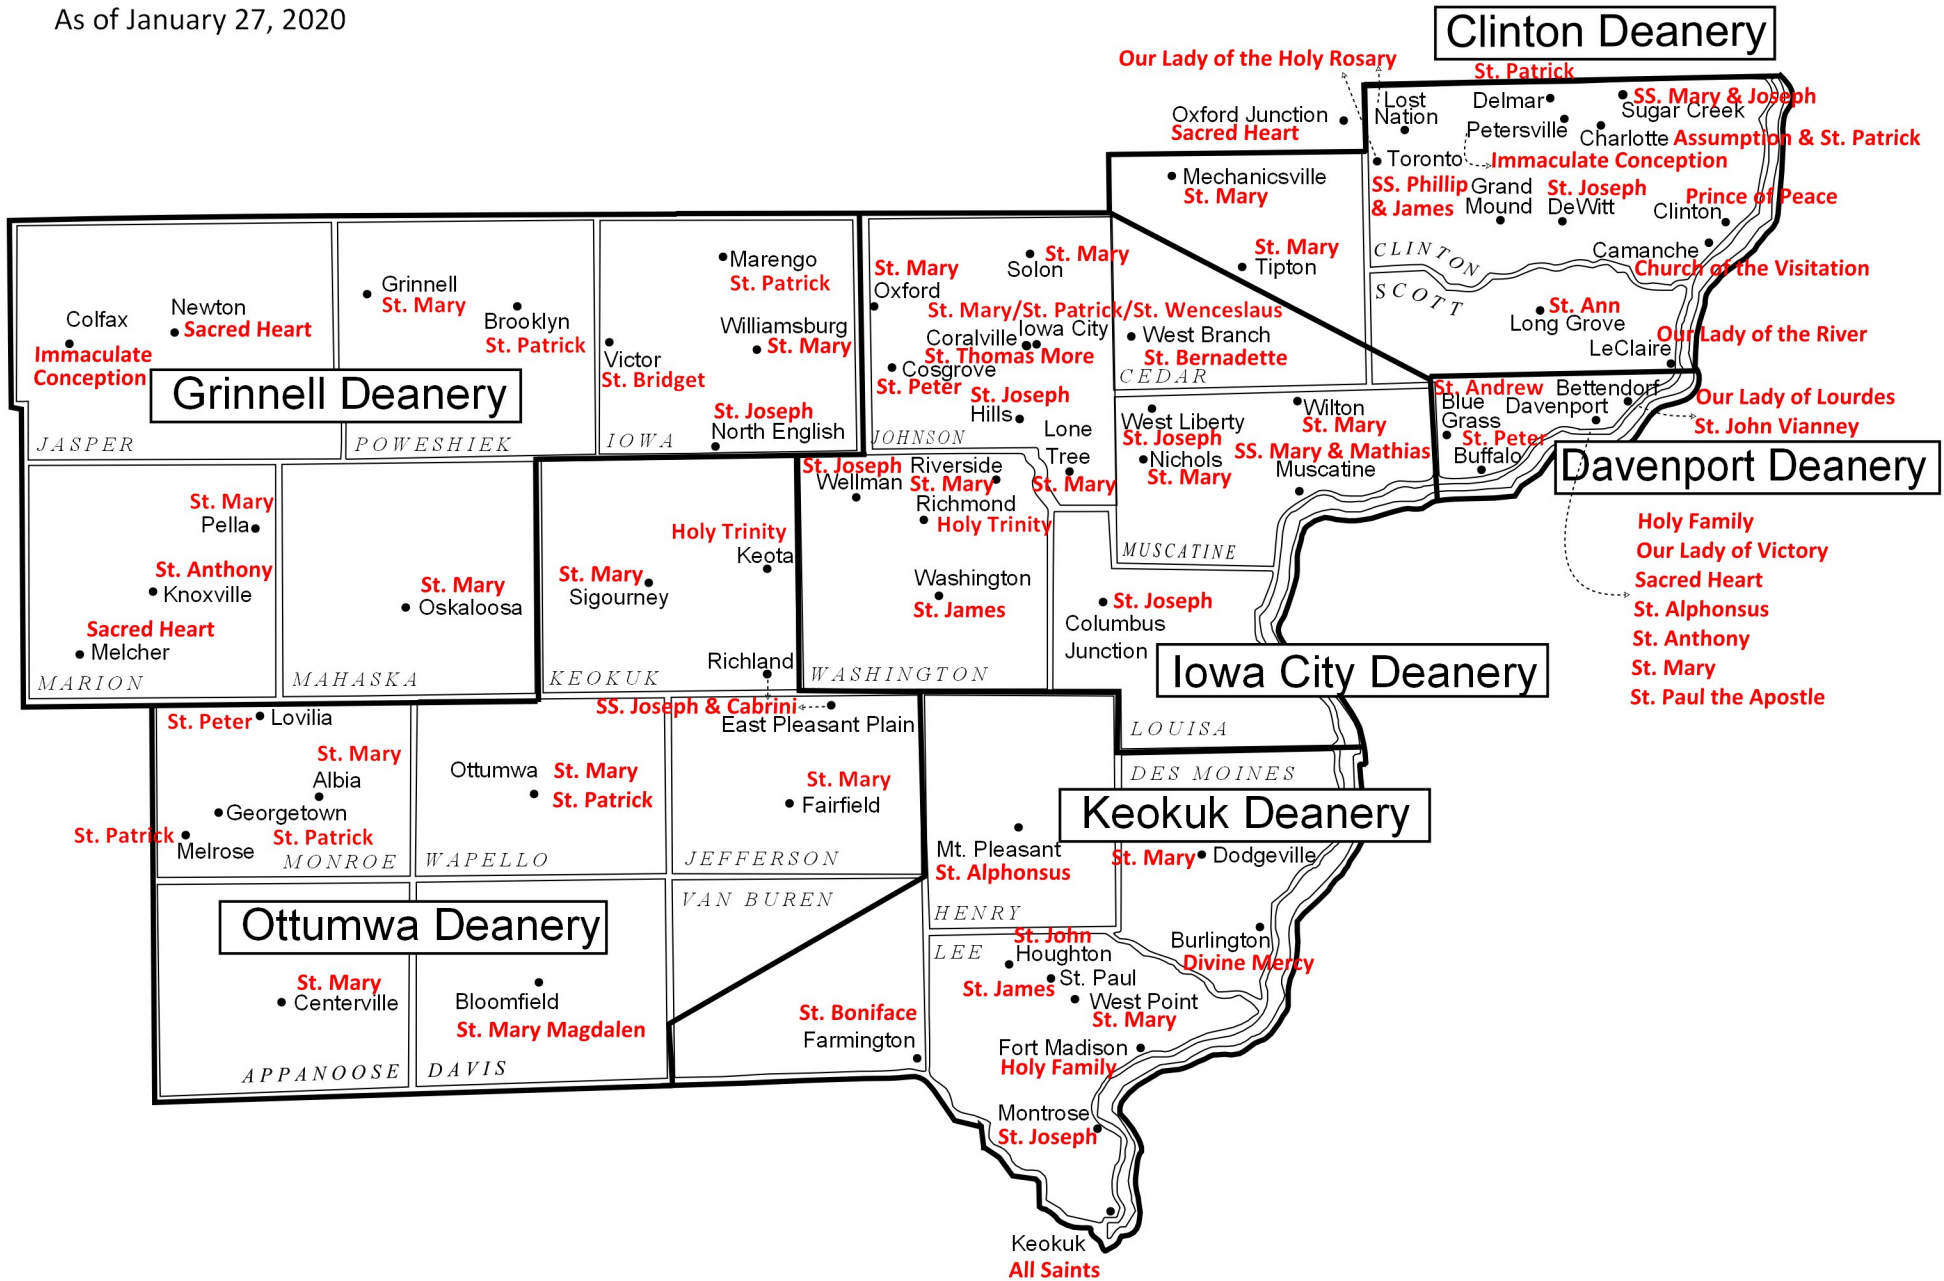 As of January 27, 2020
Clinton Deanery
Our Lady of the Holy Rosary
St. Patrick
Lost
Nation
Delmar
SS. Mary & Joseph
Sugar Creek
Oxford Junction
Sacred Heart
Petersville
Charlotte
Assumption & St. Patrick
Toronto
Immaculate Conception
SS. Phillip
& James
Grand
Mound
St. Joseph
DeWitt
Prince of Peace
Clinton
Mechanicsville
St. Mary
St. Mary
Tipton
CLINTON
Camanche
Church of the Visitation
SCOTT
St. Ann
Long Grove
Our Lady of the River
LeClaire
Colfax
Immaculate
Conception
Newton
Sacred Heart
Grinnell
St. Mary
Brooklyn
St. Patrick
Marengo
St. Patrick
Williamsburg
St. Mary
Victor
St. Bridget
St. Joseph
North English
Grinnell Deanery
JASPER
POWESHIEK
IOWA
St. Mary
Solon
St. Mary
Oxford
St. Mary/St. Patrick/St. Wenceslaus
Coralville
Iowa City
St. Thomas More
Cosgrove
St. Peter
St. Joseph
Hills
JOHNSON
Lone
Tree
St. Mary
West Branch
St. Bernadette
CEDAR
West Liberty
St. Joseph
Nichols
St. Mary
Wilton
St. Mary
SS. Mary & Mathias
Muscatine
MUSCATINE
St. Andrew
Blue
Grass
Bettendorf
Davenport
Our Lady of Lourdes
St. John Vianney
St. Peter
Buffalo
Davenport Deanery
Holy Family
Our Lady of Victory
Sacred Heart
St. Alphonsus
St. Anthony
St. Mary
St. Paul the Apostle
St. Mary
Pella
St. Anthony
Knoxville
Sacred Heart
Melcher
MARION
St. Mary
Oskaloosa
MAHASKA
Holy Trinity
Keota
St. Mary
Sigourney
Richland
KEOKUK
St. Joseph
Wellman
Riverside
St. Mary
Richmond
Holy Trinity
Washington
St. James
WASHINGTON
St. Joseph
Columbus
Junction
Iowa City Deanery
LOUISA
SS. Joseph & Cabrini
East Pleasant Plain
St. Peter
Lovilia
St. Mary
Albia
Georgetown
St. Patrick
St. Patrick
Melrose
MONROE
Ottumwa
St. Mary
St. Patrick
WAPELLO
St. Mary
Fairfield
JEFFERSON
VAN BUREN
Ottumwa Deanery
St. Mary
Centerville
APPANOOSE
Bloomfield
St. Mary Magdalen
DAVIS
St. Boniface
Farmington
DES MOINES
Keokuk Deanery
Mt. Pleasant
St. Alphonsus
HENRY
St. Mary
Dodgeville
Burlington
Divine Mercy
LEE
St. John
Houghton
St. Paul
St. James
West Point
St. Mary
Fort Madison
Holy Family
Montrose
St. Joseph
Keokuk
All Saints